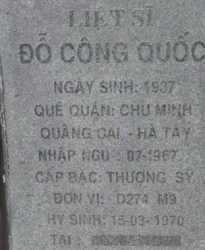 LIỆT SĨ
ĐỖ CÔNG QUỐC
NGÀY SINH: 1937
QUÊ QUÁN: CHU MINH
QUẢNG OAI - HÀ TÂY
NHẬP NGŨ : 07-1967
CẤP BẬC: THƯỢNG SỸ
ĐƠN VỊ: D274 M9
HY SINH: 15-03-1970
TẠI :